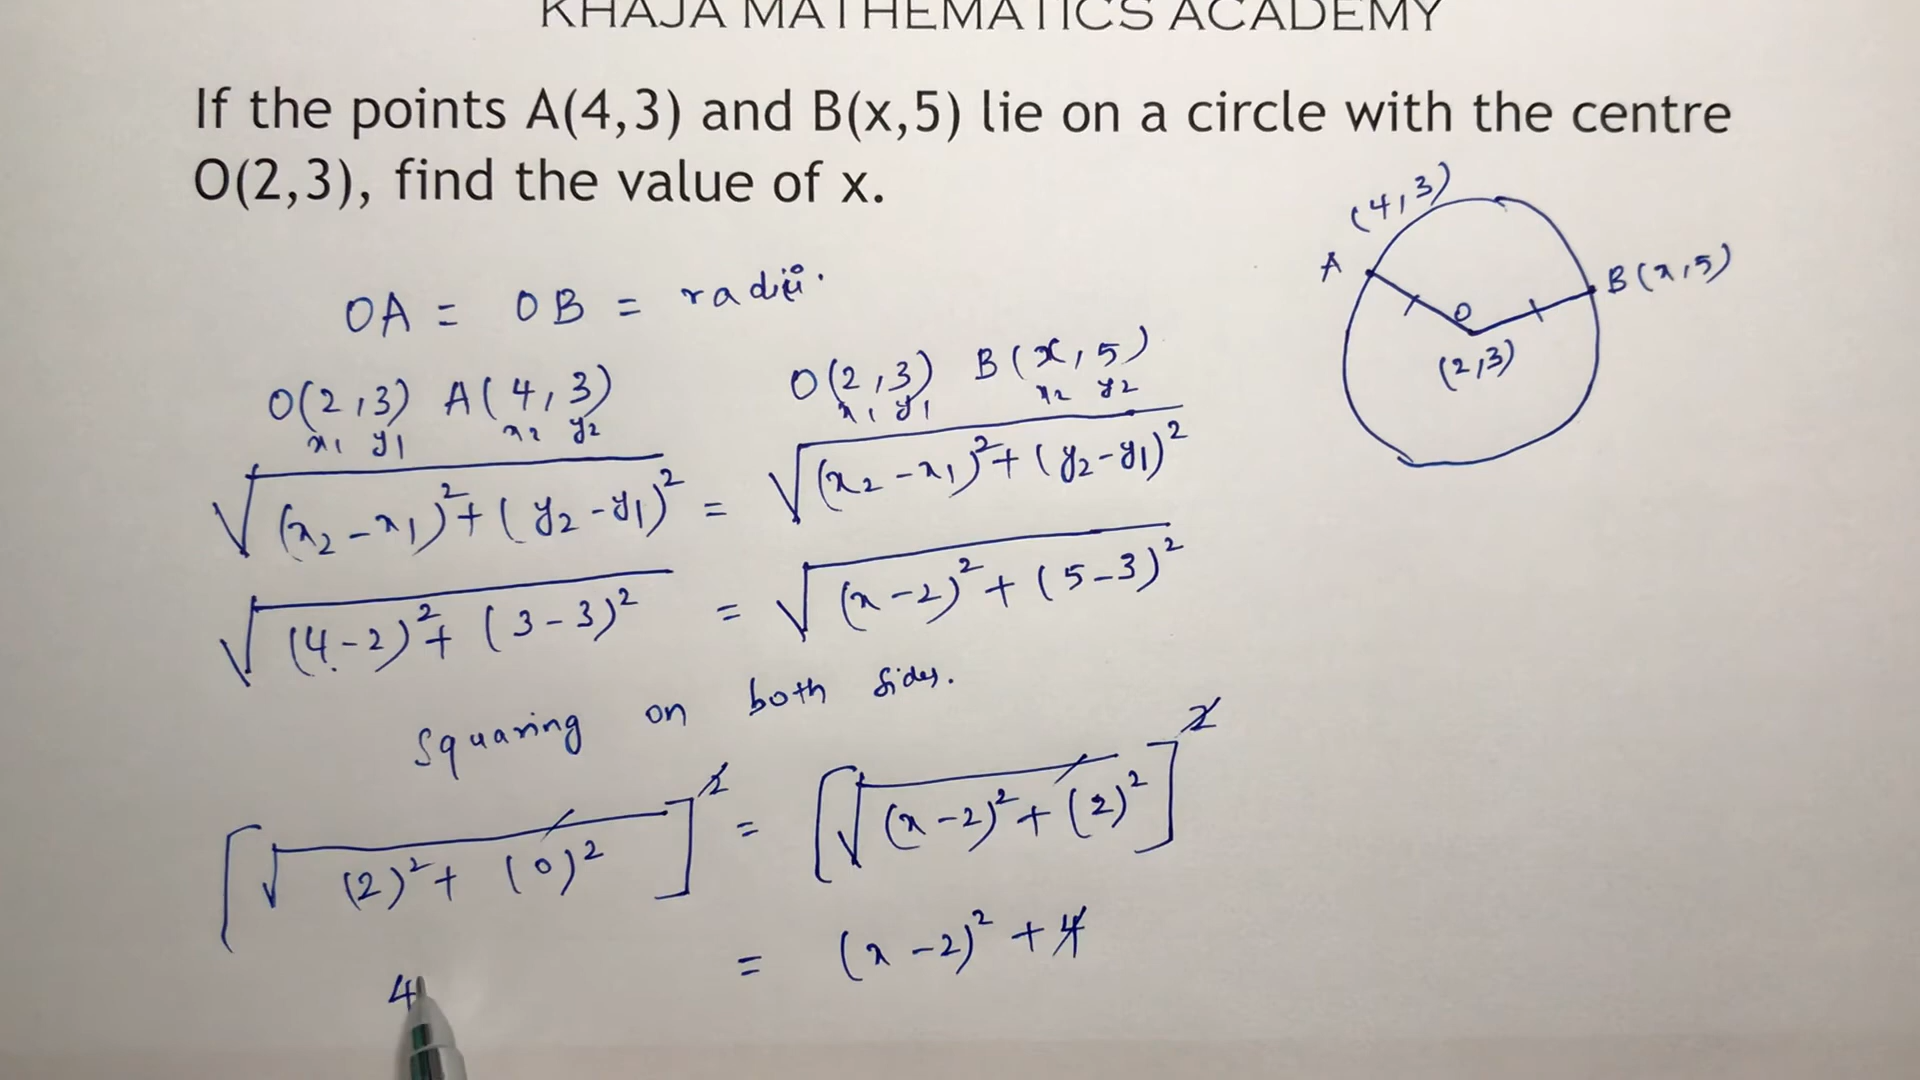 KHAJA MATHEMATICS ACADEMY
If the points A(4,3) and B(x,5) lie on a circle with the centre
O(2,3), find the value of x.
(4,3)
A
B(x,5)
O
(2,3)
OA = OB = radii.
O(2,3) A(4,3) O(2,3) B(x,5)
x₁ y₁ x₂ y₂ x₁ y₁ x₂ y₂
√(x₂-x₁)²+(y₂-y₁)² = √(x₂-x₁)²+(y₂-y₁)²
√(4-2)²+(3-3)² = √(x-2)²+(5-3)²
Squaring on both sides.
[√(2)²+(0)²]² = [√(x-2)²+(2)²]²
4 = (x-2)²+4